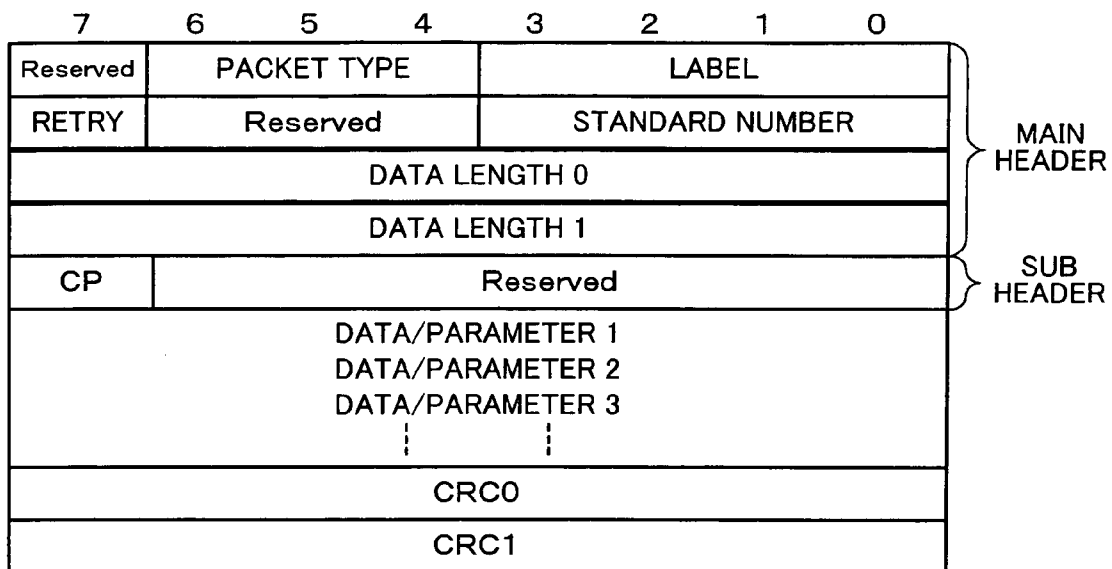 7 6 5 4 3 2 1 0
Reserved PACKET TYPE LABEL
RETRY Reserved STANDARD NUMBER
MAIN HEADER
DATA LENGTH 0
DATA LENGTH 1
CP Reserved
SUB HEADER
DATA/PARAMETER 1
DATA/PARAMETER 2
DATA/PARAMETER 3
CRC0
CRC1